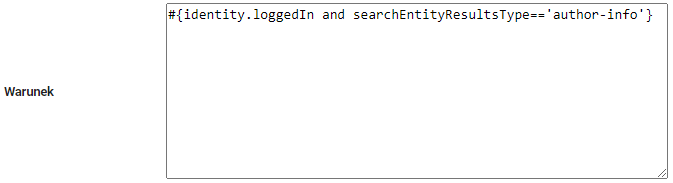 #{identity.loggedIn and searchEntityResultsType=='author-info'}
Warunek